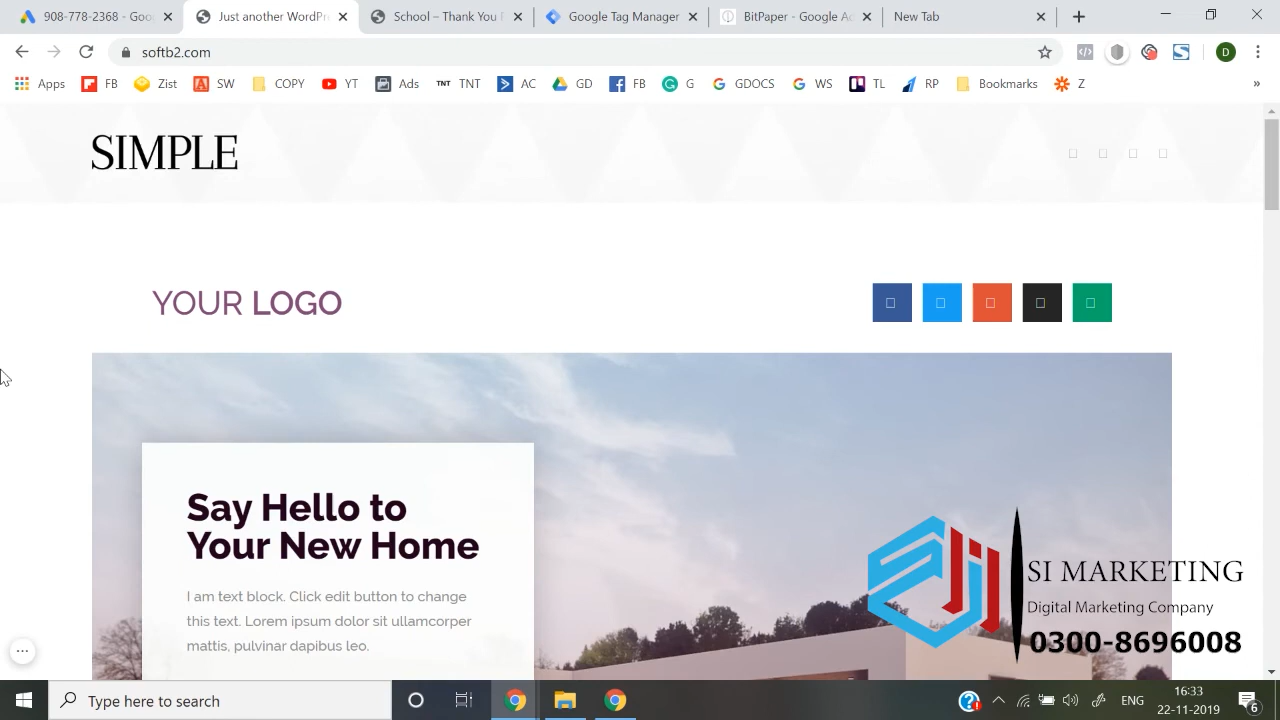 908-778-2368 - Goo
Just another WordPr
School – Thank You
Google Tag Manager
BitPaper - Google A
New Tab
softb2.com
D
Apps
FB
Zist
SW
COPY
YT
Ads
TNT TNT
AC
GD
FB
G
GDOCS
WS
TL
RP
Bookmarks
Z
»
SIMPLE
YOUR LOGO
Say Hello to
Your New Home
I am text block. Click edit button to change
this text. Lorem ipsum dolor sit ullamcorper
mattis, pulvinar dapibus leo.
SI MARKETING
Digital Marketing Company
0300-8696008
Type here to search
ENG
16:33
22-11-2019
6